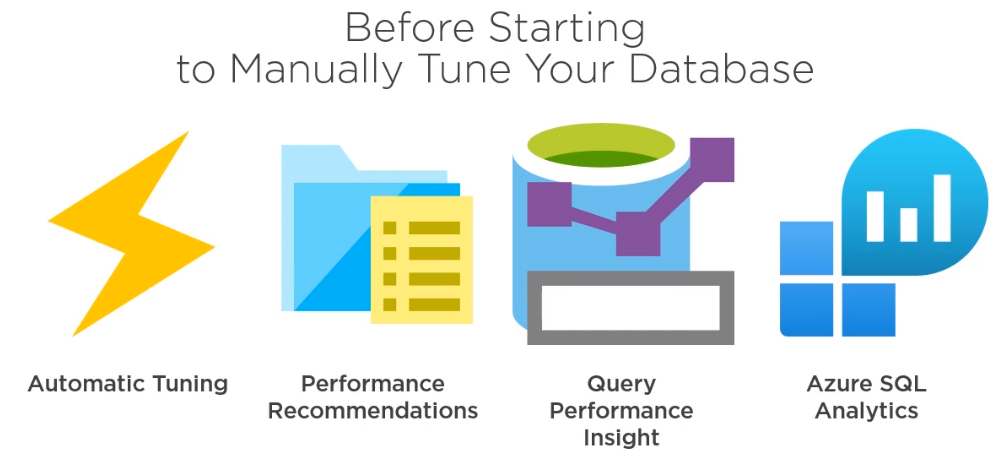 Before Starting
to Manually Tune Your Database
Automatic Tuning
Performance
Recommendations
Query
Performance
Insight
Azure SQL
Analytics